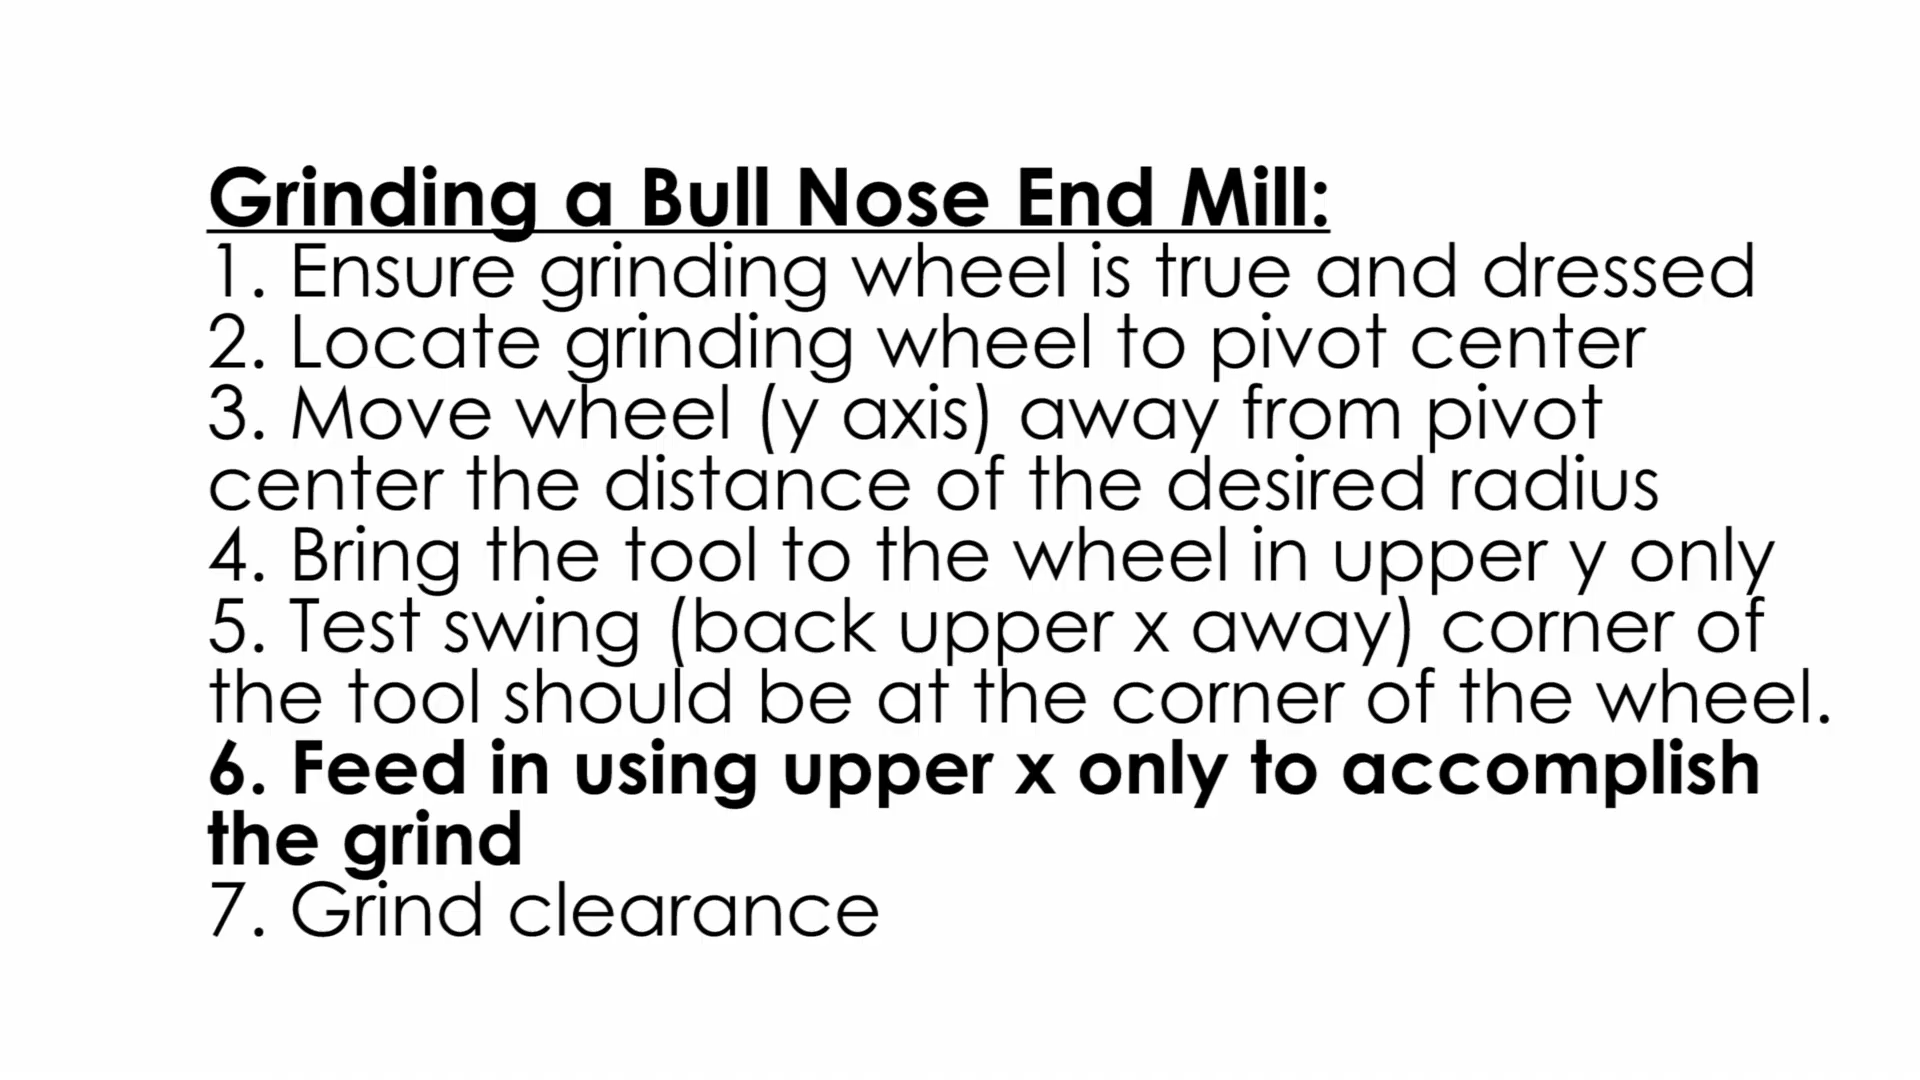 Grinding a Bull Nose End Mill:
1. Ensure grinding wheel is true and dressed
2. Locate grinding wheel to pivot center
3. Move wheel (y axis) away from pivot
center the distance of the desired radius
4. Bring the tool to the wheel in upper y only
5. Test swing (back upper x away) corner of
the tool should be at the corner of the wheel.
6. Feed in using upper x only to accomplish
the grind
7. Grind clearance